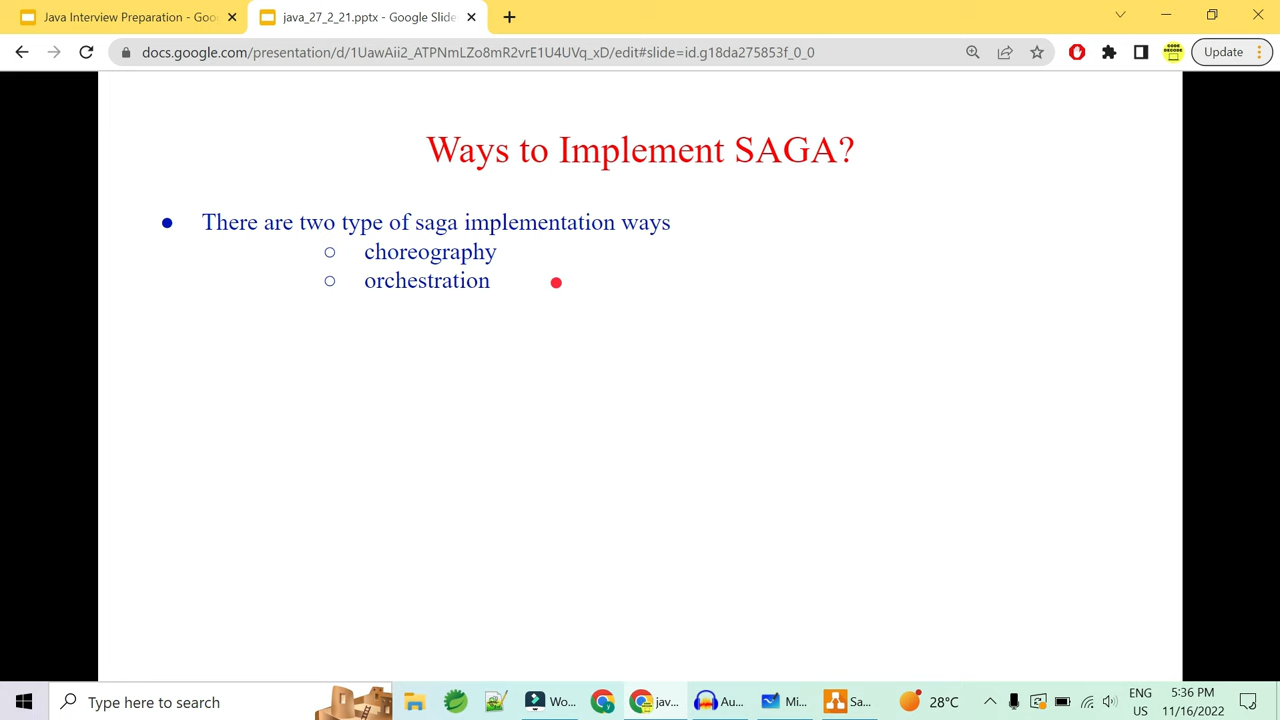 Java Interview Preparation - Goo
java_27_2_21.pptx - Google Slide
docs.google.com/presentation/d/1UawAii2_ATPNmLZo8mR2vrE1U4UVq_xD/edit#slide=id.g18da275853f_0_0
CODE DECODE
Update
Ways to Implement SAGA?
There are two type of saga implementation ways
choreography
orchestration
Type here to search
Wo...
jav...
Au...
Mi...
Sa...
28°C
ENG
US
5:36 PM
11/16/2022